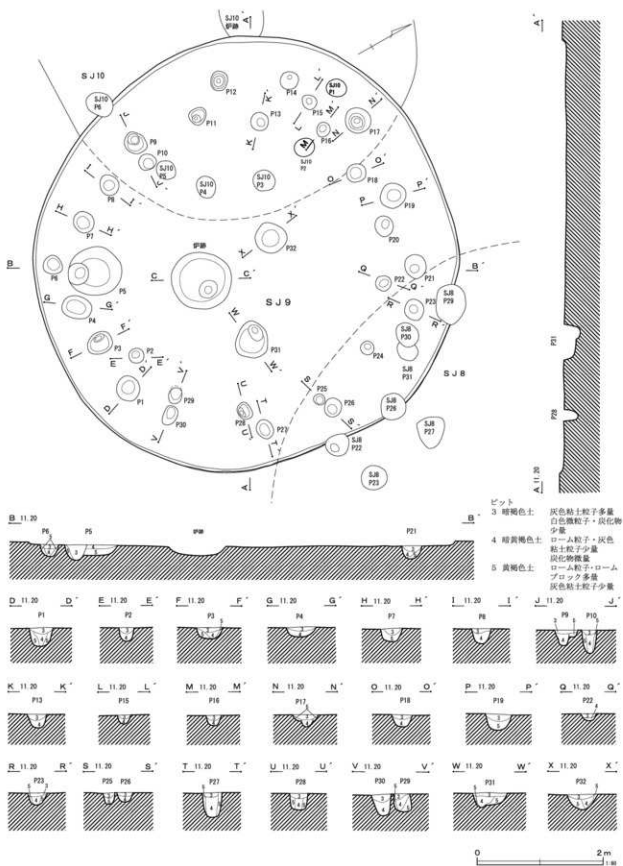 SJ10
炉跡
A
A´
SJ10
SJ10
P6
P12
P14
L´
SJ10
P1
K´
P15
M´
N´
J
P11
P13
L
P17
P16
N
P9
K
M
SJ10
P2
P10
SJ10
P5
J´
SJ10
P4
SJ10
P3
O
O´
P18
I
P8
I´
P
P´
P19
H
P7
H´
X´
P20
P32
X
炉跡
B
P6
P5
C
C´
Q
P21
B´
P22
Q´
G
G´
P4
SJ9
R
P23
SJ8
P29
R´
F´
W
SJ8
P30
F
P3
P2
E
E´
P31
P24
SJ8
P31
SJ8
D´
V´
W´
P1
D
P29
U
T
S
P25
P26
SJ8
P26
P30
V
P28
U
P27
T´
S´
SJ8
P22
SJ8
P27
A
SJ8
P23
P31
P28
A 11.20
ピット
3 暗褐色土 灰色粘土粒子多量
白色微粒子・炭化物
少量
4 暗黄褐色土 ローム粒子・灰色
粘土粒子少量
炭化物微量
5 黄褐色土 ローム粒子・ローム
ブロック多量
灰色粘土粒子少量
B 11.20 B´
P6 P5 炉跡 P21
D 11.20 D´ E 11.20 E´ F 11.20 F´ G 11.20 G´ H 11.20 H´ I 11.20 I´ J 11.20 J´
P1 P2 P3 P4 P7 P8 P9 P10
K 11.20 K´ L 11.20 L´ M 11.20 M´ N 11.20 N´ O 11.20 O´ P 11.20 P´ Q 11.20 Q´
P13 P15 P16 P17 P18 P19 P22
R 11.20 R´ S 11.20 S´ T 11.20 T´ U 11.20 U´ V 11.20 V´ W 11.20 W´ X 11.20 X´
P23 P25 P26 P27 P28 P30 P29 P31 P32
0 2m